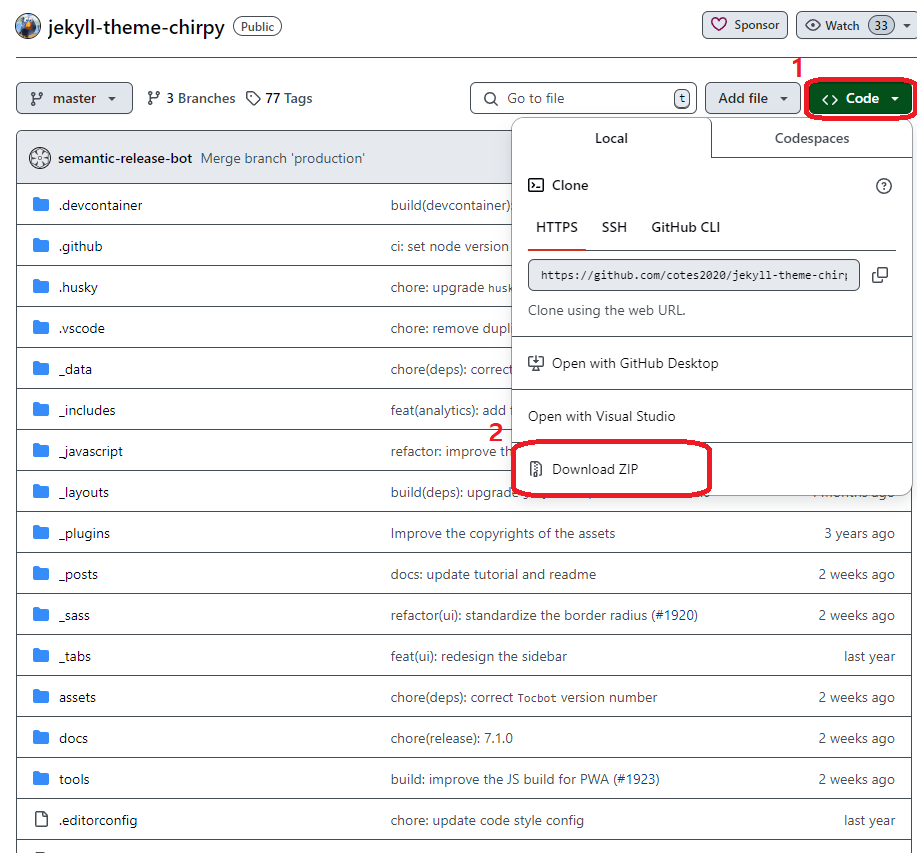 jekyll-theme-chirpy Public Sponsor Watch 33
1
master 3 Branches 77 Tags Go to file t Add file Code
Local Codespaces
semantic-release-bot Merge branch 'production'
Clone
.devcontainer build(devcontainer):
HTTPS SSH GitHub CLI
.github ci: set node version
https://github.com/cotes2020/jekyll-theme-chirp
.husky chore: upgrade husk
Clone using the web URL.
.vscode chore: remove dupli
Open with GitHub Desktop
_data chore(deps): correct
_includes feat(analytics): add
Open with Visual Studio
2
_javascript refactor: improve th
Download ZIP
_layouts build(deps): upgrade months ago
_plugins Improve the copyrights of the assets 3 years ago
_posts docs: update tutorial and readme 2 weeks ago
_sass refactor(ui): standardize the border radius (#1920) 2 weeks ago
_tabs feat(ui): redesign the sidebar last year
assets chore(deps): correct Tocbot version number 2 weeks ago
docs chore(release): 7.1.0 2 weeks ago
tools build: improve the JS build for PWA (#1923) 2 weeks ago
.editorconfig chore: update code style config last year